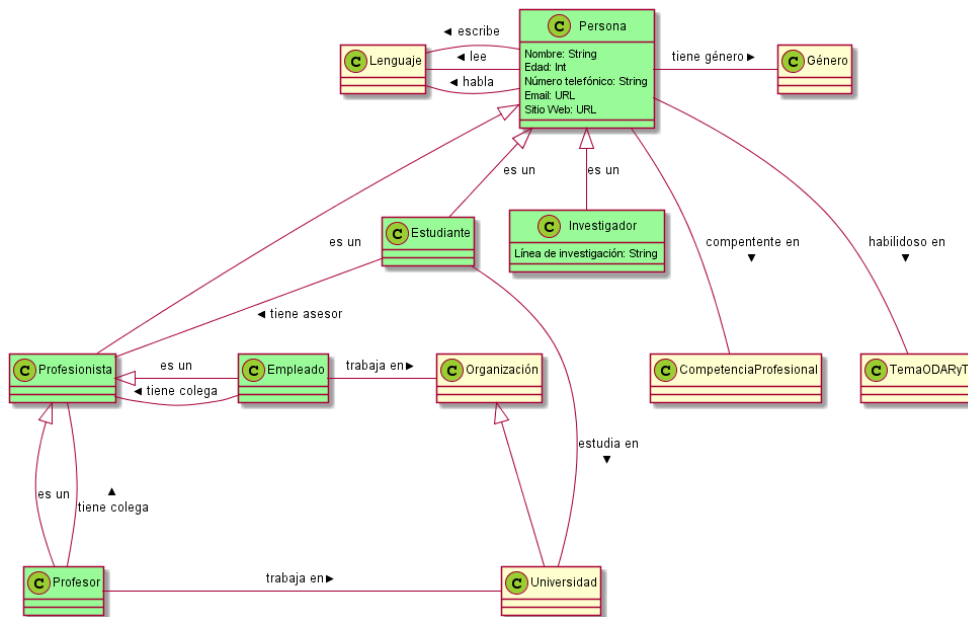 ◄ escribe
C Persona
◄ lee
C Lenguaje
◄ habla
Nombre: String
Edad: Int
Número telefónico: String
Email: URL
Sitio Web: URL
tiene género►
C Género
es un
es un
es un
C Estudiante
C Investigador
Línea de investigación: String
compentente en
▼
habilidoso en
▼
◄ tiene asesor
C Profesionista
es un
◄ tiene colega
C Empleado
trabaja en►
C Organización
C CompetenciaProfesional
C TemaODARyT
estudia en
▼
es un
▲
tiene colega
C Profesor
trabaja en►
C Universidad